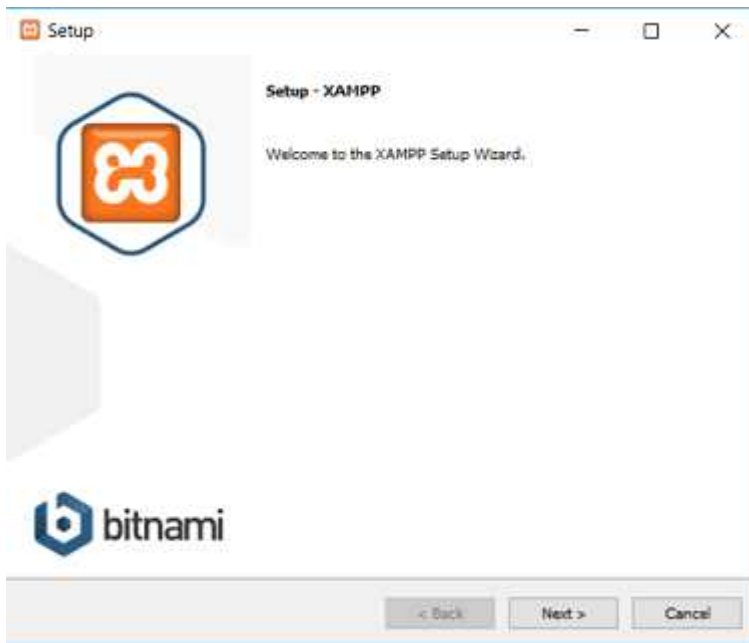 Setup
Setup - XAMPP
Welcome to the XAMPP Setup Wizard.
bitnami
< Back
Next >
Cancel